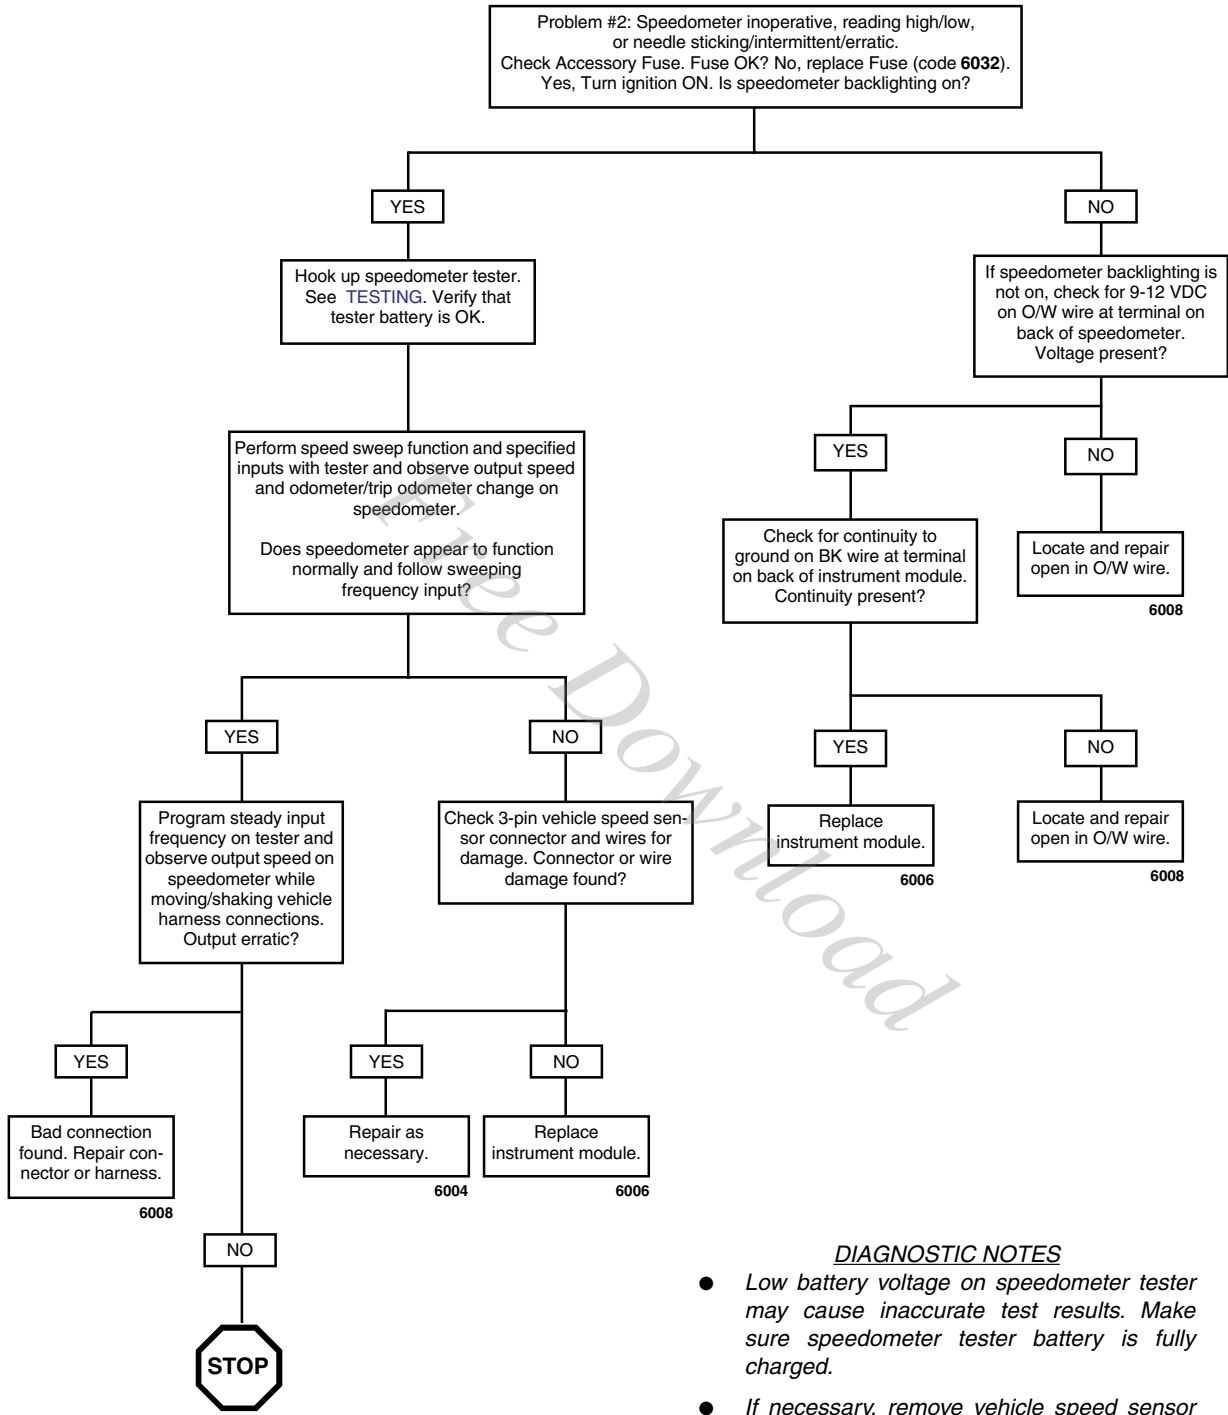 Problem #2: Speedometer inoperative, reading high/low,
or needle sticking/intermittent/erratic.
Check Accessory Fuse. Fuse OK? No, replace Fuse (code 6032).
Yes, Turn ignition ON. Is speedometer backlighting on?
YES
NO
Hook up speedometer tester.
See TESTING. Verify that
tester battery is OK.
If speedometer backlighting is
not on, check for 9-12 VDC
on O/W wire at terminal on
back of speedometer.
Voltage present?
Perform speed sweep function and specified
inputs with tester and observe output speed
and odometer/trip odometer change on
speedometer.
Does speedometer appear to function
normally and follow sweeping
frequency input?
YES
NO
Check for continuity to
ground on BK wire at terminal
on back of instrument module.
Continuity present?
Locate and repair
open in O/W wire.
6008
YES
NO
YES
NO
Program steady input
frequency on tester and
observe output speed on
speedometer while
moving/shaking vehicle
harness connections.
Output erratic?
Check 3-pin vehicle speed sen-
sor connector and wires for
damage. Connector or wire
damage found?
Replace
instrument module.
6006
Locate and repair
open in O/W wire.
6008
YES
YES
NO
Bad connection
found. Repair con-
nector or harness.
6008
Repair as
necessary.
6004
Replace
instrument module.
6006
NO
STOP
DIAGNOSTIC NOTES
● Low battery voltage on speedometer tester
may cause inaccurate test results. Make
sure speedometer tester battery is fully
charged.
● If necessary, remove vehicle speed sensor
Free Download